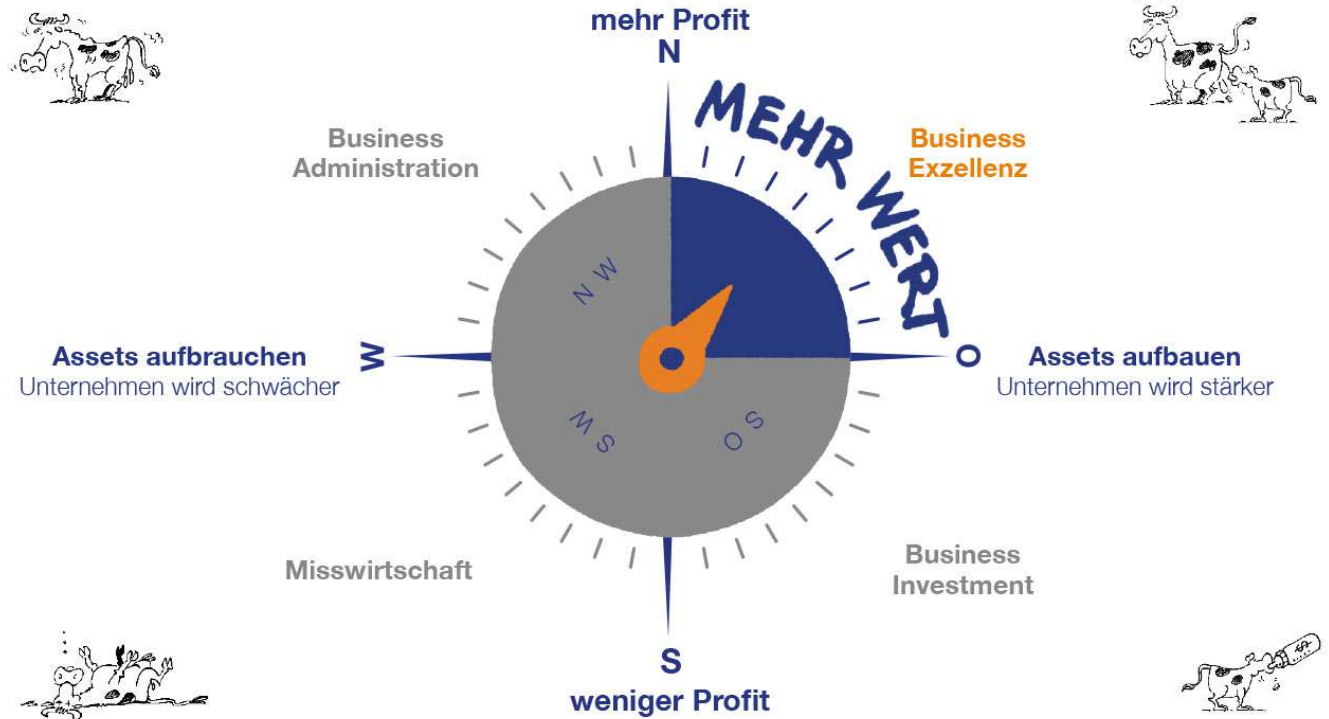 mehr Profit
N
MEHR WERT
Business
Administration
Business
Exzellenz
NW
Assets aufbrauchen
Unternehmen wird schwächer
W
O
Assets aufbauen
Unternehmen wird stärker
SW
SO
Misswirtschaft
Business
Investment
S
weniger Profit
$